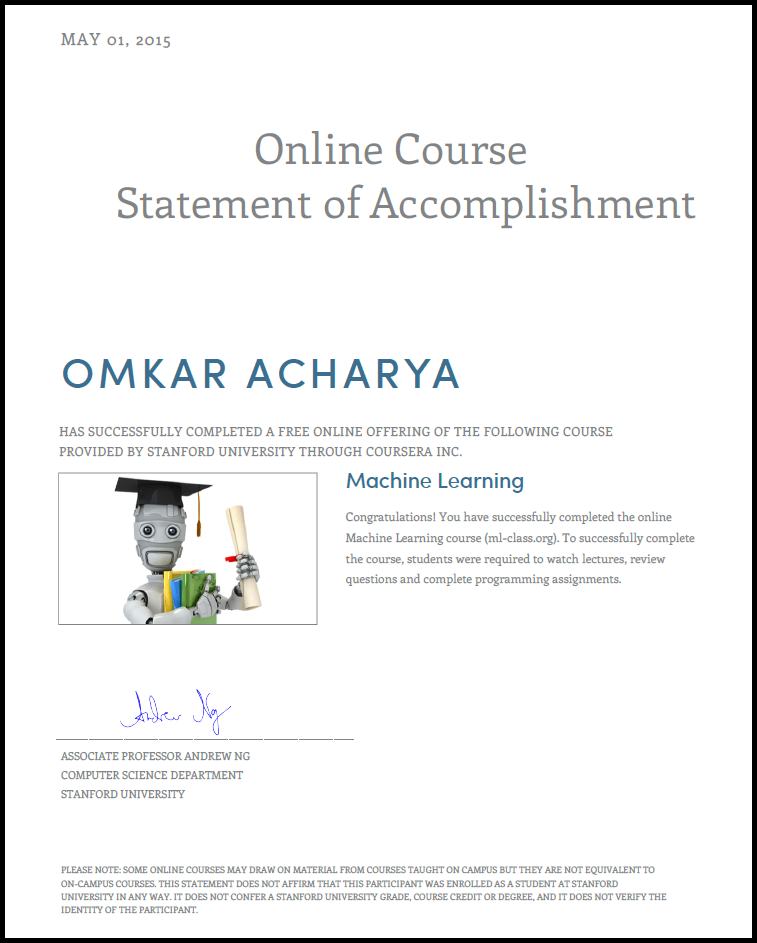 MAY 01, 2015
Online Course
Statement of Accomplishment
OMKAR ACHARYA
HAS SUCCESSFULLY COMPLETED A FREE ONLINE OFFERING OF THE FOLLOWING COURSE
PROVIDED BY STANFORD UNIVERSITY THROUGH COURSERA INC.
Machine Learning
Congratulations! You have successfully completed the online
Machine Learning course (ml-class.org). To successfully complete
the course, students were required to watch lectures, review
questions and complete programming assignments.
Andrew Ng
ASSOCIATE PROFESSOR ANDREW NG
COMPUTER SCIENCE DEPARTMENT
STANFORD UNIVERSITY
PLEASE NOTE: SOME ONLINE COURSES MAY DRAW ON MATERIAL FROM COURSES TAUGHT ON CAMPUS BUT THEY ARE NOT EQUIVALENT TO
ON-CAMPUS COURSES. THIS STATEMENT DOES NOT AFFIRM THAT THIS PARTICIPANT WAS ENROLLED AS A STUDENT AT STANFORD
UNIVERSITY IN ANY WAY. IT DOES NOT CONFER A STANFORD UNIVERSITY GRADE, COURSE CREDIT OR DEGREE, AND IT DOES NOT VERIFY THE
IDENTITY OF THE PARTICIPANT.